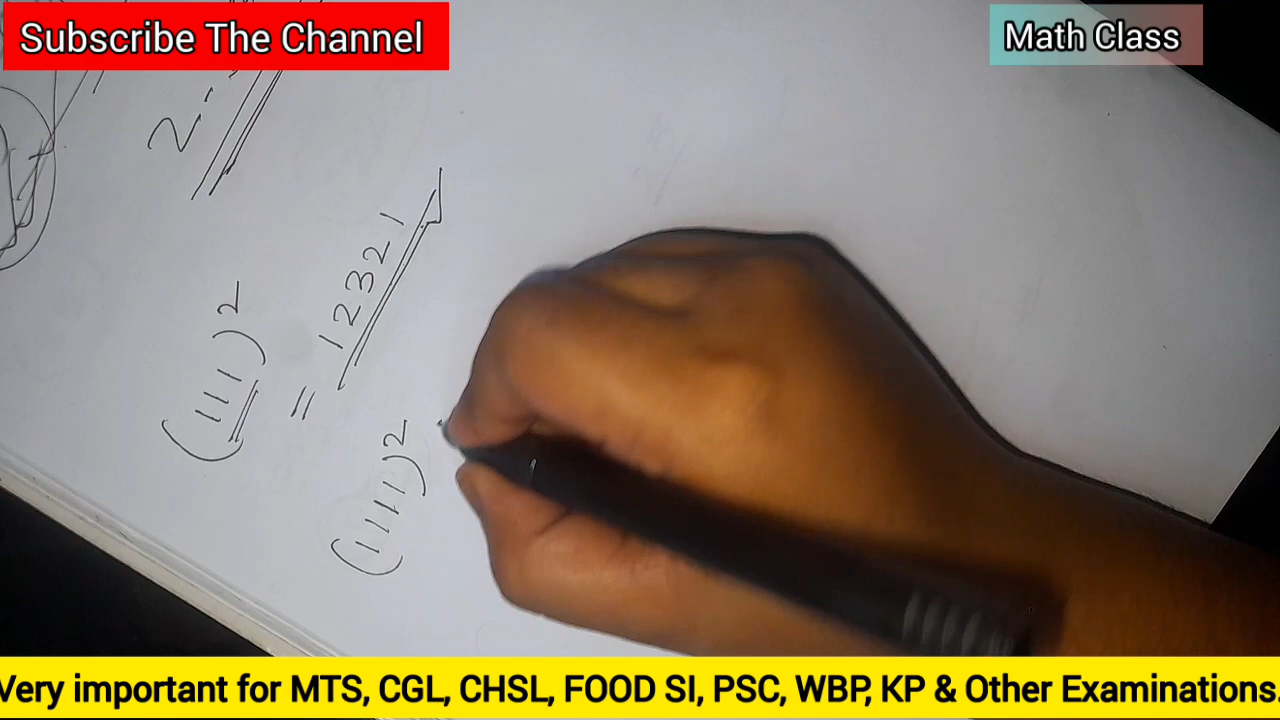 Subscribe The Channel
Math Class
2
(111)²
= 12321
(1111)²
Very important for MTS, CGL, CHSL, FOOD SI, PSC, WBP, KP & Other Examinations.